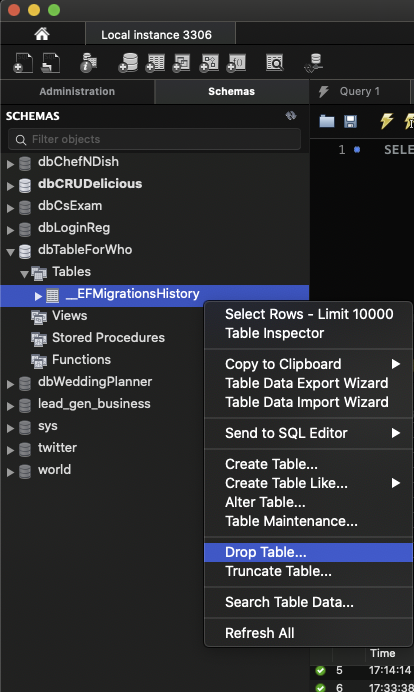 Local instance 3306
Administration
Schemas
Query 1
SCHEMAS
Filter objects
1
SELE
dbChefNDish
dbCRUDelicious
dbCsExam
dbLoginReg
dbTableForWho
Tables
__EFMigrationsHistory
Views
Stored Procedures
Functions
dbWeddingPlanner
lead_gen_business
sys
twitter
world
Select Rows - Limit 10000
Table Inspector
Copy to Clipboard
Table Data Export Wizard
Table Data Import Wizard
Send to SQL Editor
Create Table...
Create Table Like...
Alter Table...
Table Maintenance...
Drop Table...
Truncate Table...
Search Table Data...
Refresh All
Time
5 17:14:14
6 17:33:38